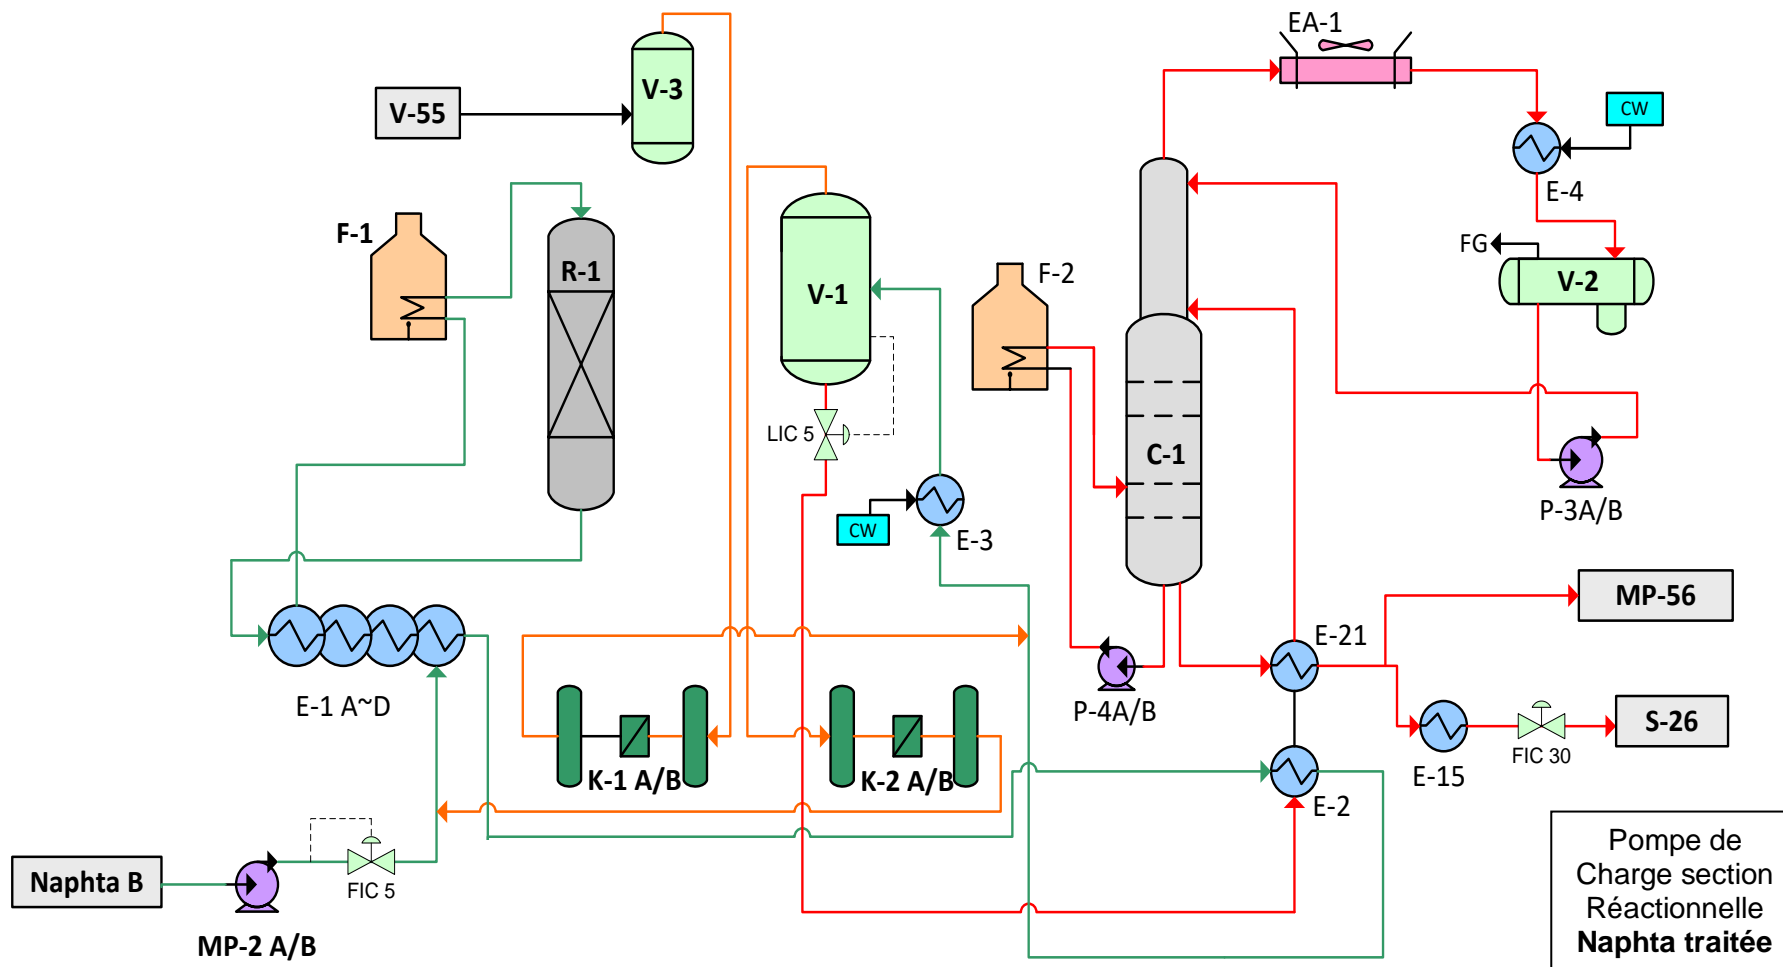 EA-1
V-3
V-55
CW
E-4
F-1
R-1
FG
V-2
V-1
F-2
LIC 5
C-1
CW
E-3
P-3A/B
MP-56
E-21
E-1 A~D
P-4A/B
S-26
K-1 A/B
K-2 A/B
E-15
FIC 30
E-2
Naphta B
FIC 5
MP-2 A/B
Pompe de
Charge section
Réactionnelle
Naphta traitée